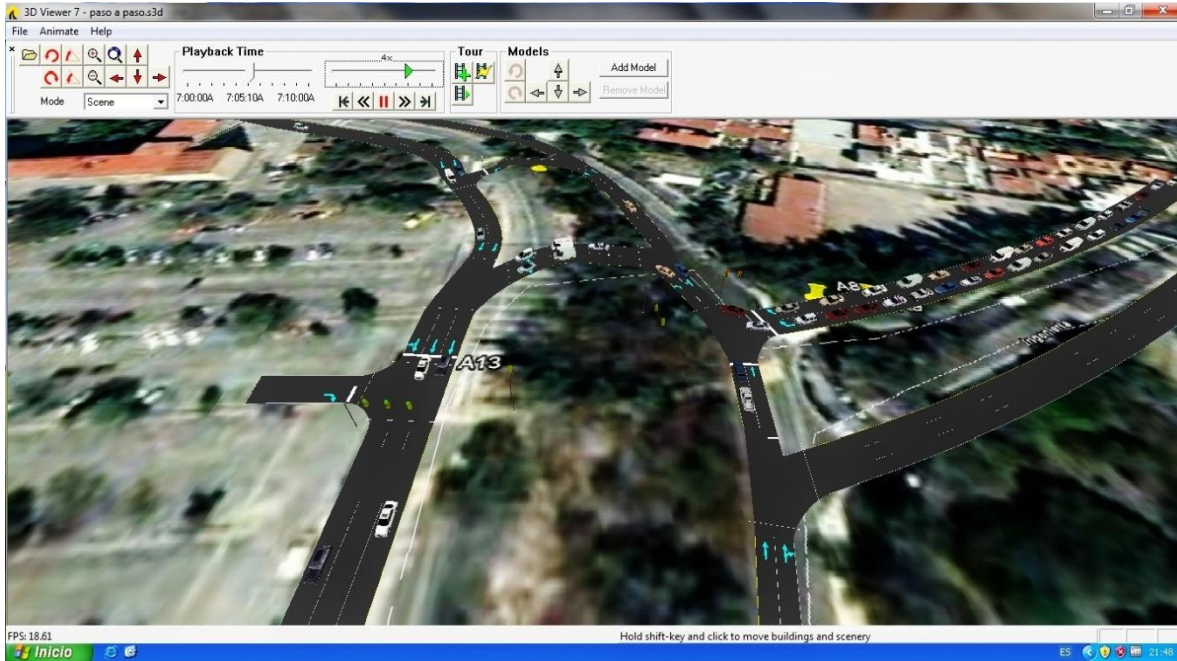 3D Viewer 7 - paso a paso.s3d
File Animate Help
Playback Time
4x
Tour
Models
Add Model
Remove Model
Mode
Scene
7:00:00A 7:05:10A 7:10:00A
A8
Ingenieria
A13
FPS: 18.61
Hold shift-key and click to move buildings and scenery
Inicio
ES
21:48